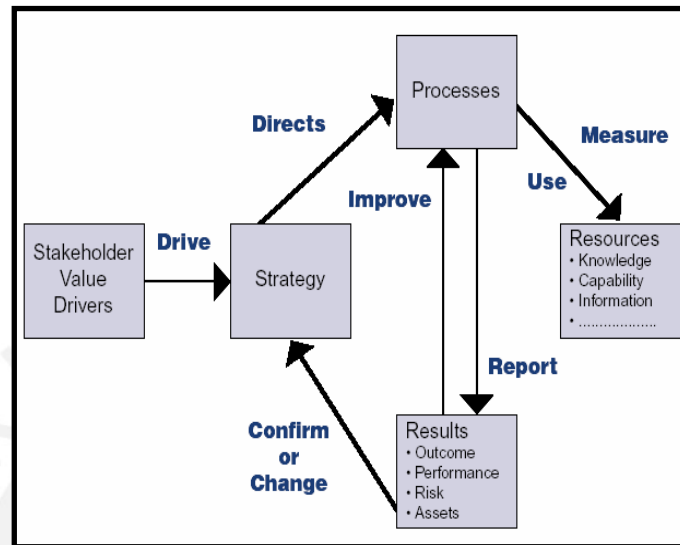 Processes
Directs
Measure
Improve
Use
Stakeholder
Value
Drivers
Drive
Strategy
Resources
• Knowledge
• Capability
• Information
• ...................
Report
Confirm
or
Change
Results
• Outcome
• Performance
• Risk
• Assets